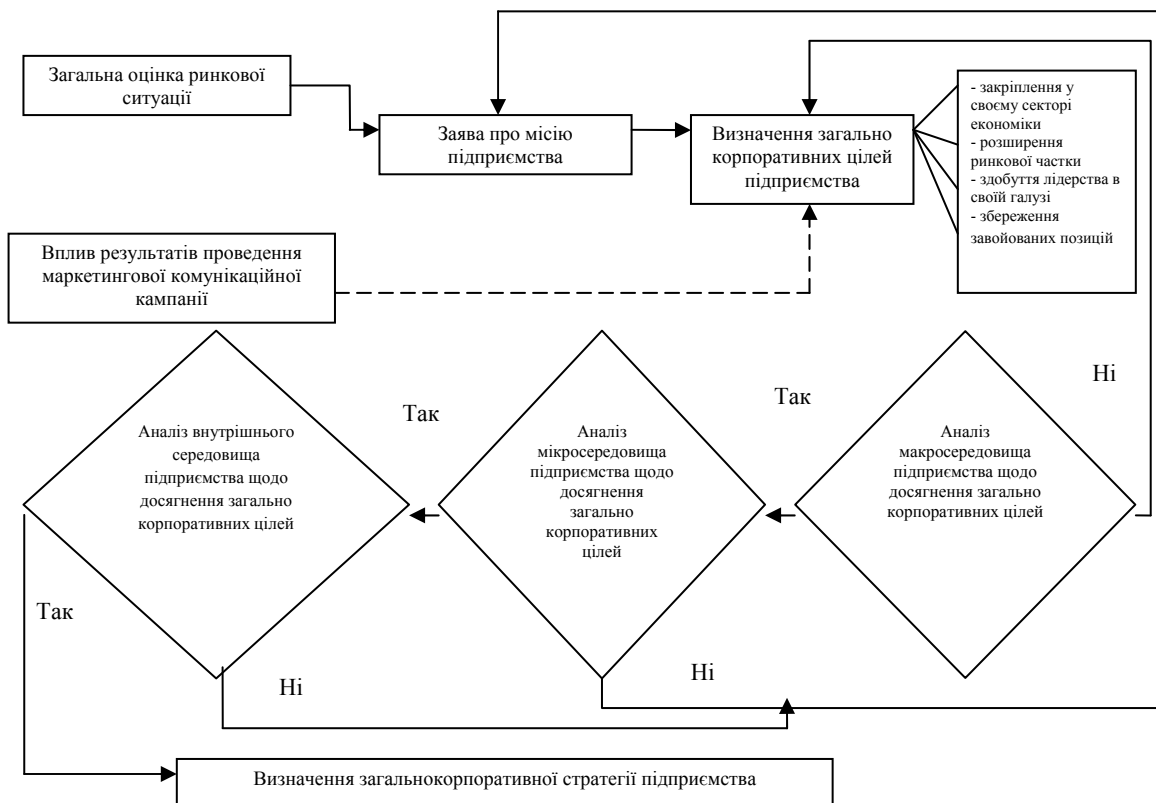 Загальна оцінка ринкової
ситуації
Заява про місію
підприємства
Визначення загально
корпоративних цілей
підприємства
- закріплення у
своєму секторі
економіки
- розширення
ринкової частки
- здобуття лідерства в
своїй галузі
- збереження
завойованих позицій
Вплив результатів проведення
маркетингової комунікаційної
кампанії
Ні
Так
Так
Аналіз внутрішнього
середовища
підприємства щодо
досягнення загально
корпоративних цілей
Аналіз
мікросередовища
підприємства щодо
досягнення
загально
корпоративних
цілей
Аналіз
макросередовища
підприємства щодо
досягнення загально
корпоративних цілей
Так
Ні
Ні
Визначення загальнокорпоративної стратегії підприємства